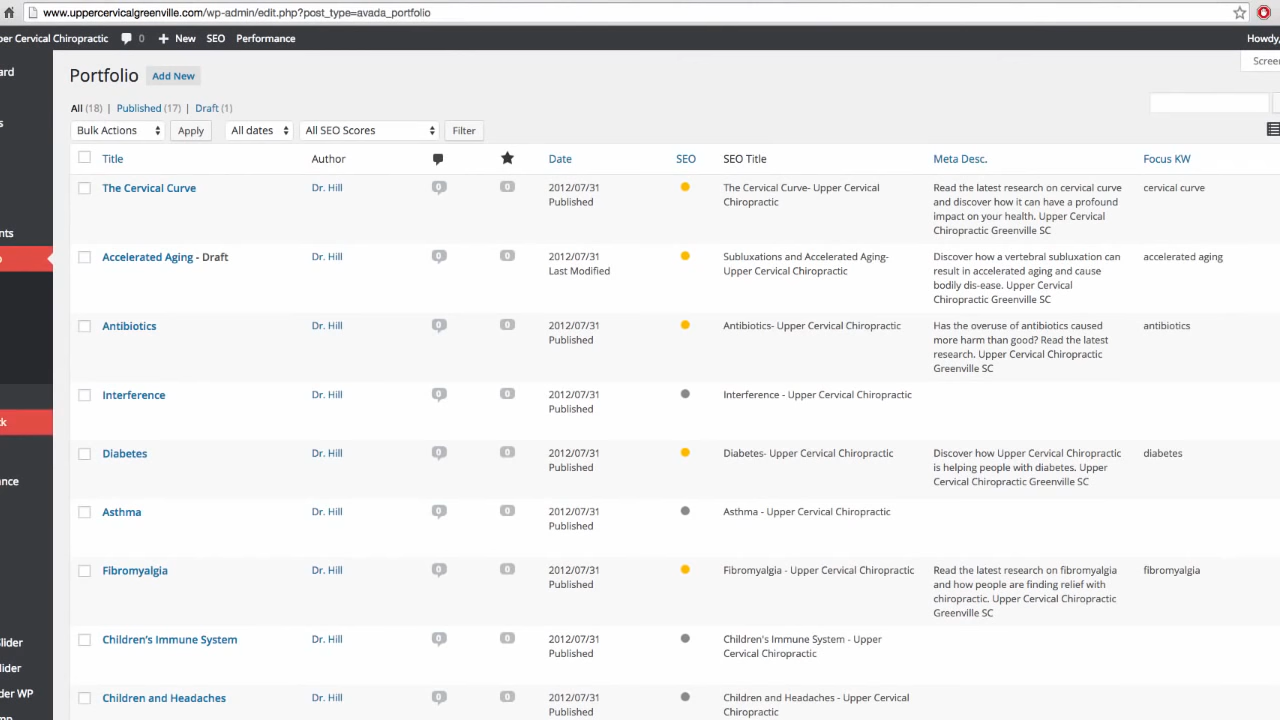 www.uppercervicalgreenville.com/wp-admin/edit.php?post_type=avada_portfolio
per Cervical Chiropractic 0 New SEO Performance Howdy,
Portfolio Add New
All (18) | Published (17) | Draft (1)
Bulk Actions Apply All dates All SEO Scores Filter
Title Author Date SEO SEO Title Meta Desc. Focus KW
The Cervical Curve Dr. Hill 0 0 2012/07/31 The Cervical Curve- Upper Cervical Read the latest research on cervical curve cervical curve
Published Chiropractic and discover how it can have a profound
impact on your health. Upper Cervical
Chiropractic Greenville SC
Accelerated Aging - Draft Dr. Hill 0 0 2012/07/31 Subluxations and Accelerated Aging- Discover how a vertebral subluxation can accelerated aging
Last Modified Upper Cervical Chiropractic result in accelerated aging and cause
bodily dis-ease. Upper Cervical
Chiropractic Greenville SC
Antibiotics Dr. Hill 0 0 2012/07/31 Antibiotics- Upper Cervical Chiropractic Has the overuse of antibiotics caused antibiotics
Published more harm than good? Read the latest
research. Upper Cervical Chiropractic
Greenville SC
Interference Dr. Hill 0 0 2012/07/31 Interference - Upper Cervical Chiropractic
Published
Diabetes Dr. Hill 0 0 2012/07/31 Diabetes- Upper Cervical Chiropractic Discover how Upper Cervical Chiropractic diabetes
Published is helping people with diabetes. Upper
Cervical Chiropractic Greenville SC
Asthma Dr. Hill 0 0 2012/07/31 Asthma - Upper Cervical Chiropractic
Published
Fibromyalgia Dr. Hill 0 0 2012/07/31 Fibromyalgia - Upper Cervical Chiropractic Read the latest research on fibromyalgia fibromyalgia
Published and how people are finding relief with
chiropractic. Upper Cervical Chiropractic
Greenville SC
Children's Immune System Dr. Hill 0 0 2012/07/31 Children's Immune System - Upper
Published Cervical Chiropractic
Children and Headaches Dr. Hill 0 0 2012/07/31 Children and Headaches - Upper Cervical
Published Chiropractic